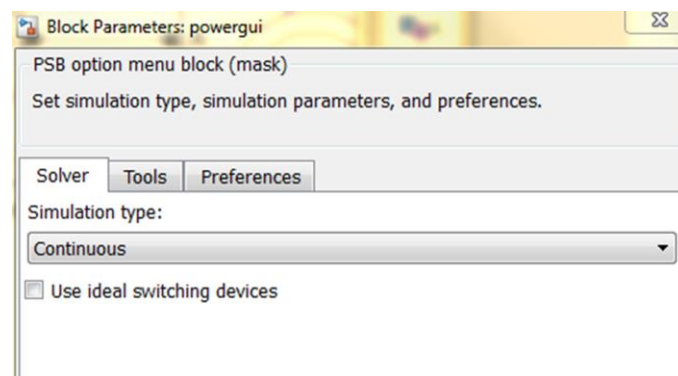 Block Parameters: powergui
PSB option menu block (mask)
Set simulation type, simulation parameters, and preferences.
Solver Tools Preferences
Simulation type:
Continuous
Use ideal switching devices